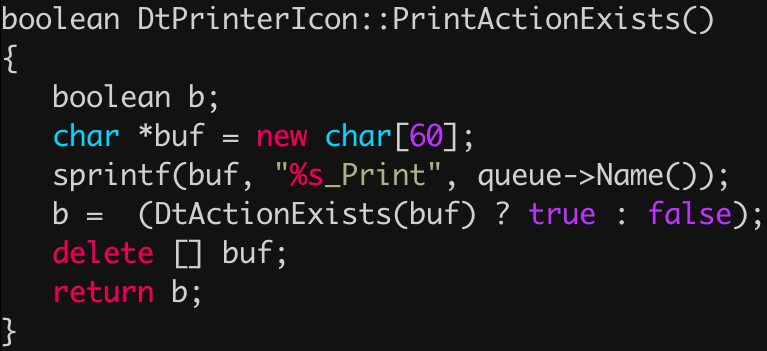 boolean DtPrinterIcon::PrintActionExists()
{
   boolean b;
   char *buf = new char[60];
   sprintf(buf, "%s_Print", queue->Name());
   b =  (DtActionExists(buf) ? true : false);
   delete [] buf;
   return b;
}